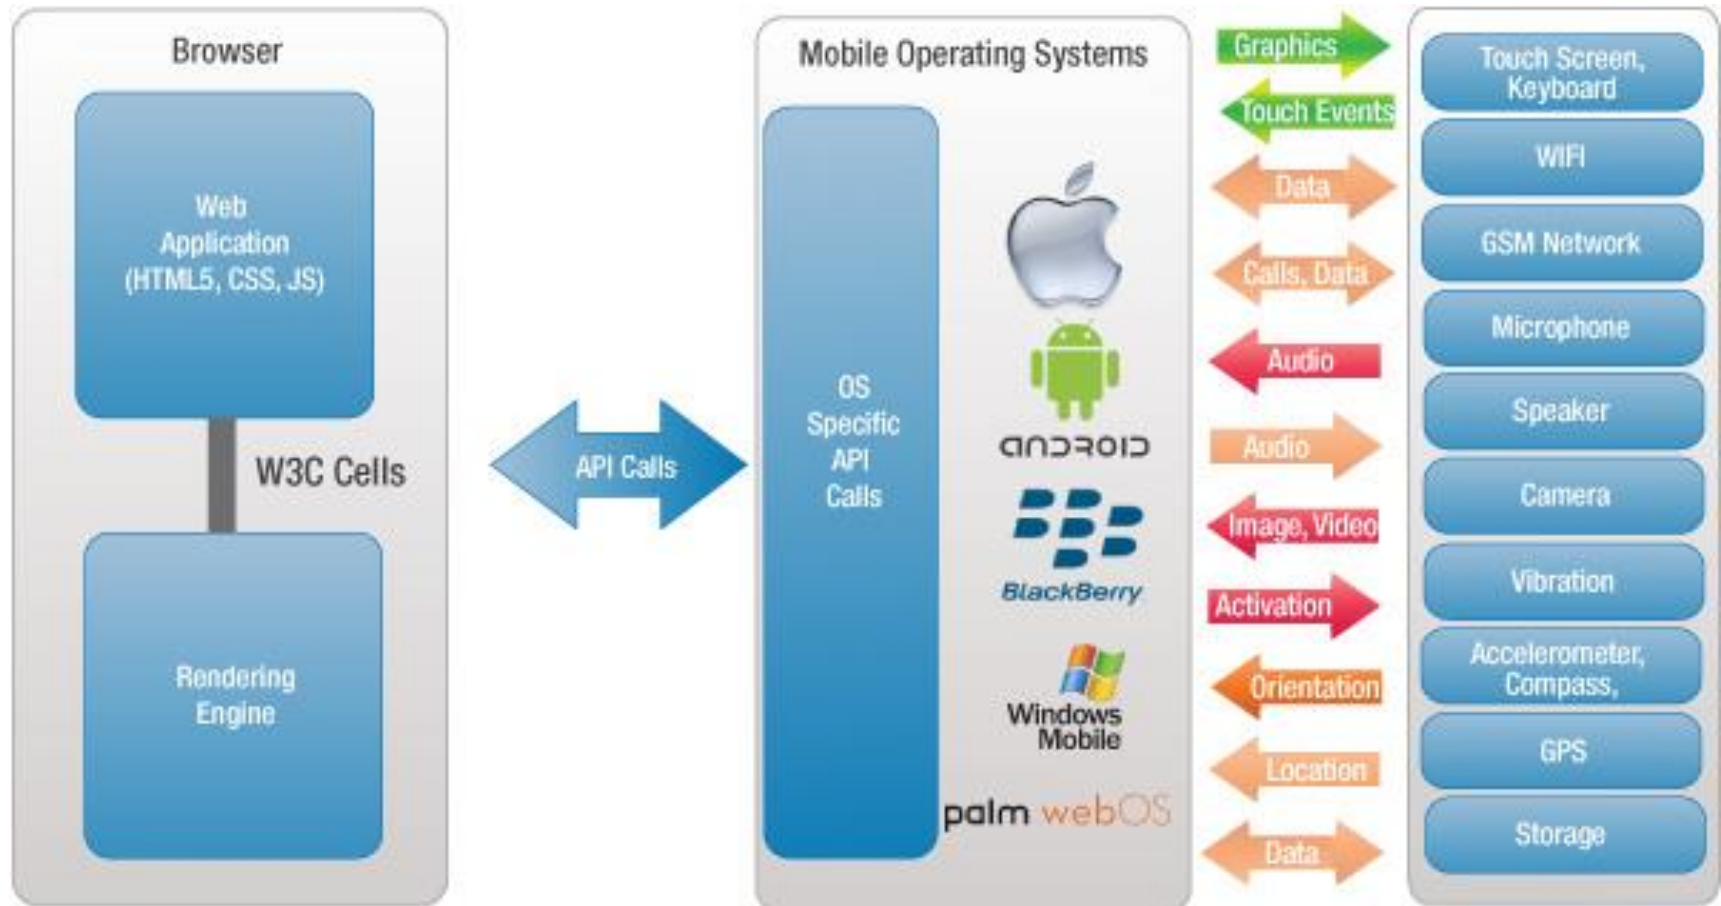 Browser
Web
Application
(HTML5, CSS, JS)
W3C Cells
Rendering
Engine
API Calls
Mobile Operating Systems
OS
Specific
API
Calls
ANDROID
BlackBerry
Windows
Mobile
palm webOS
Graphics
Touch Events
Data
Calls, Data
Audio
Audio
Image, Video
Activation
Orientation
Location
Data
Touch Screen,
Keyboard
WIFI
GSM Network
Microphone
Speaker
Camera
Vibration
Accelerometer,
Compass,
GPS
Storage